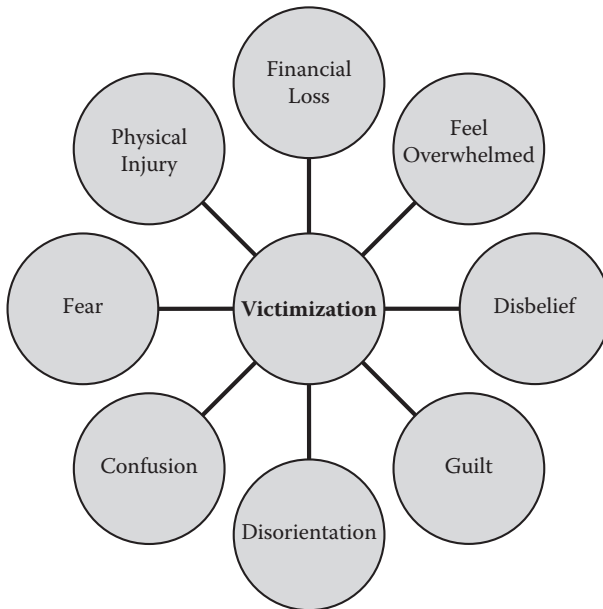 Financial
Loss
Feel
Overwhelmed
Physical
Injury
Fear
Victimization
Disbelief
Confusion
Guilt
Disorientation